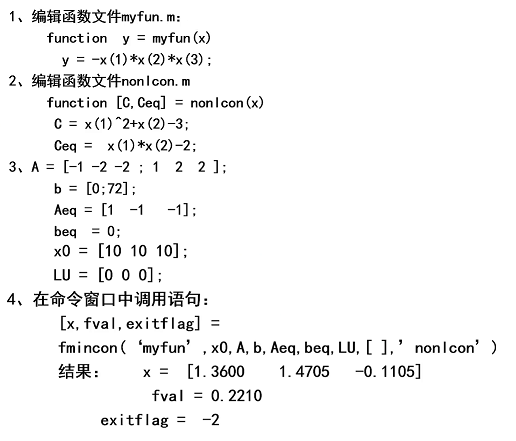 1、编辑函数文件myfun.m:
function y = myfun(x)
y = -x(1)*x(2)*x(3);
2、编辑函数文件nonlcon.m
function [C,Ceq] = nonlcon(x)
C = x(1)^2+x(2)-3;
Ceq = x(1)*x(2)-2;
3、A = [-1 -2 -2 ; 1 2 2 ];
b = [0;72];
Aeq = [1 -1 -1];
beq = 0;
x0 = [10 10 10];
LU = [0 0 0];
4、在命令窗口中调用语句:
[x,fval,exitflag] =
fmincon( ‘myfun’ ,x0,A,b,Aeq,beq,LU,[ ],’ nonlcon’ )
结果: x = [1.3600 1.4705 -0.1105]
fval = 0.2210
exitflag = -2